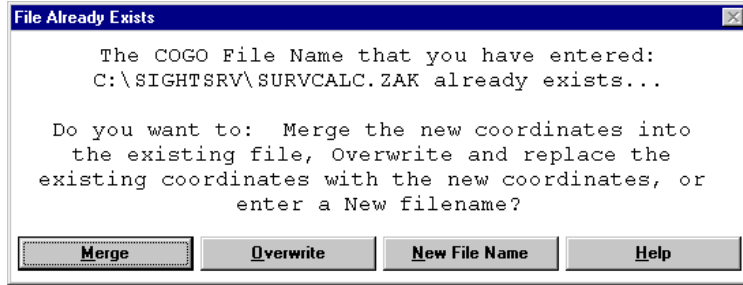 File Already Exists
The COGO File Name that you have entered:
C:\SIGHTSRV\SURVCALC.ZAK already exists...
Do you want to: Merge the new coordinates into
the existing file, Overwrite and replace the
existing coordinates with the new coordinates, or
enter a New filename?
Merge Overwrite New File Name Help